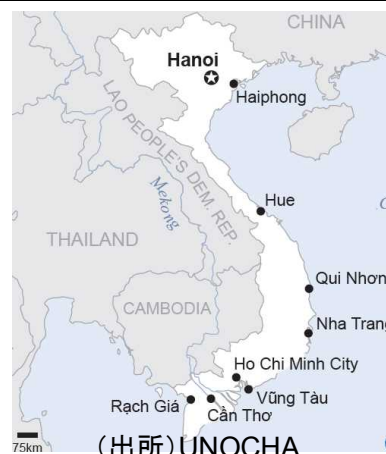 CHINA
Hanoi
Haiphong
LAO PEOPLE'S DEM. REP.
Mekong
Hue
THAILAND
CAMBODIA
Qui Nhơn
Nha Trang
Ho Chi Minh City
Vũng Tàu
Rạch Giá
Cần Thơ
75km
(出所)UNOCHA